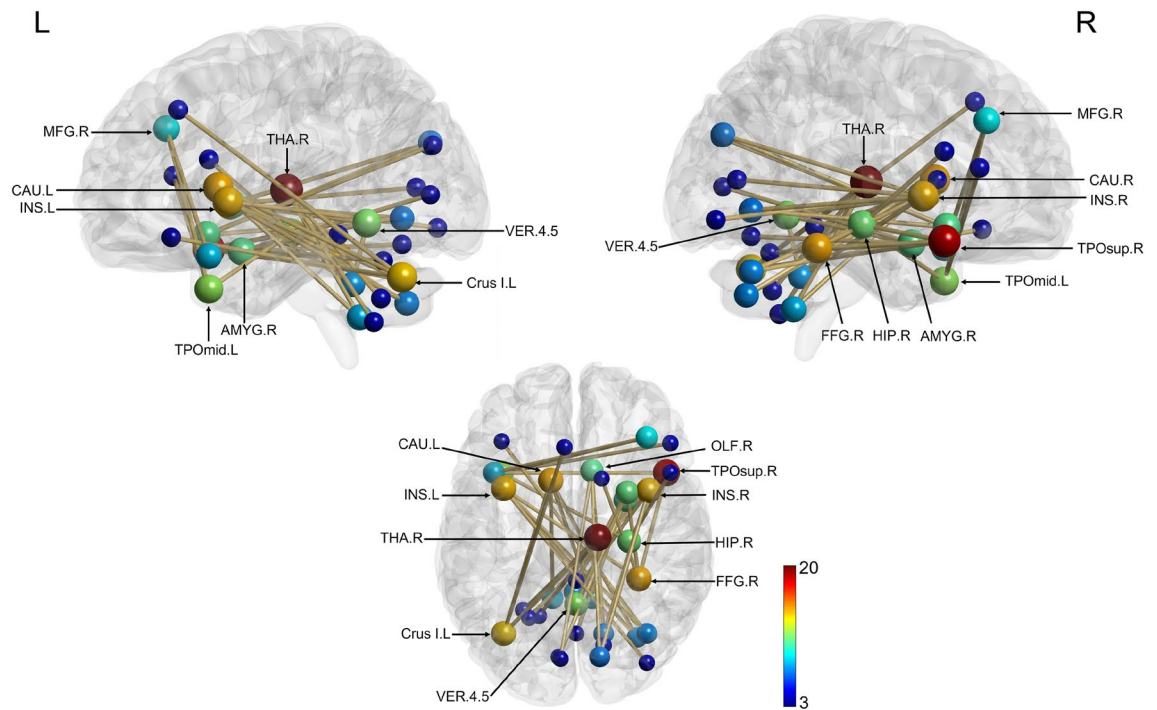 L
R
MFG.R
THA.R
CAU.L
INS.L
VER.4.5
Crus I.L
AMYG.R
TPOmid.L
MFG.R
THA.R
CAU.R
INS.R
VER.4.5
TPOsup.R
TPOmid.L
FFG.R
HIP.R
AMYG.R
CAU.L
OLF.R
TPOsup.R
INS.L
INS.R
THA.R
HIP.R
FFG.R
Crus I.L
VER.4.5
20
3